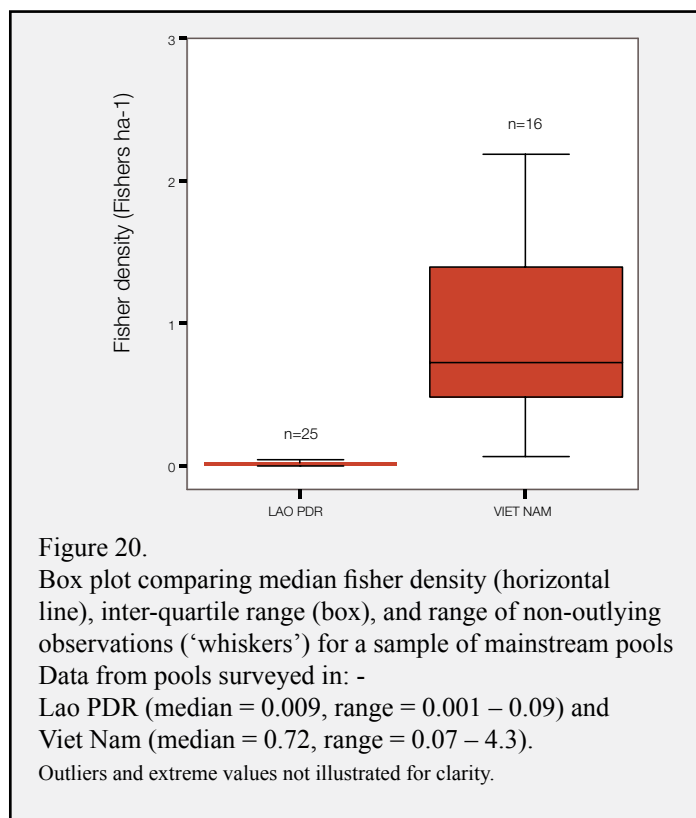 3
n=16
2
Fisher density (Fishers ha-1)
1
n=25
0
LAO PDR VIET NAM
Figure 20.
Box plot comparing median fisher density (horizontal
line), inter-quartile range (box), and range of non-outlying
observations (‘whiskers’) for a sample of mainstream pools
Data from pools surveyed in: -
Lao PDR (median = 0.009, range = 0.001 – 0.09) and
Viet Nam (median = 0.72, range = 0.07 – 4.3).
Outliers and extreme values not illustrated for clarity.